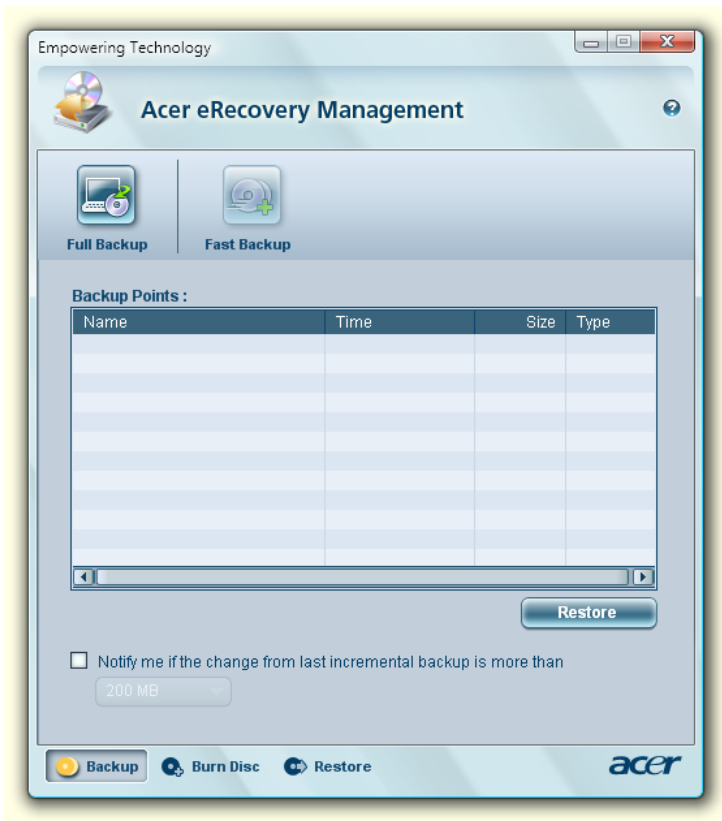 Empowering Technology
Acer eRecovery Management
Full Backup
Fast Backup
Backup Points :
Name Time Size Type
Restore
Notify me if the change from last incremental backup is more than
200 MB
Backup Burn Disc Restore
acer